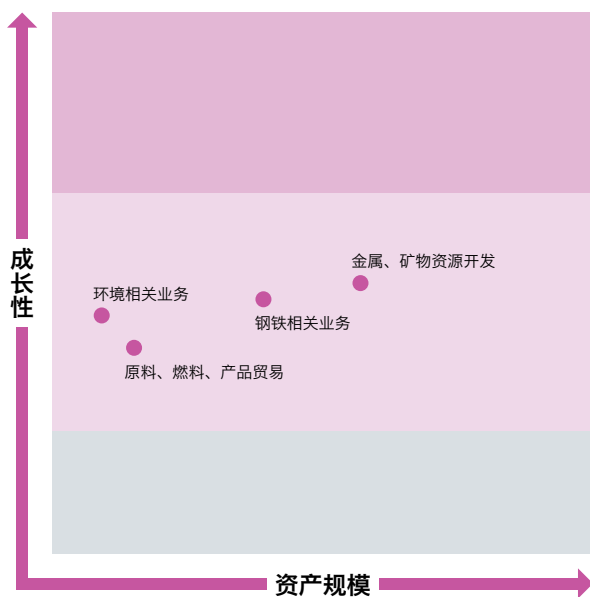 成长性
金属、矿物资源开发
环境相关业务
钢铁相关业务
原料、燃料、产品贸易
资产规模